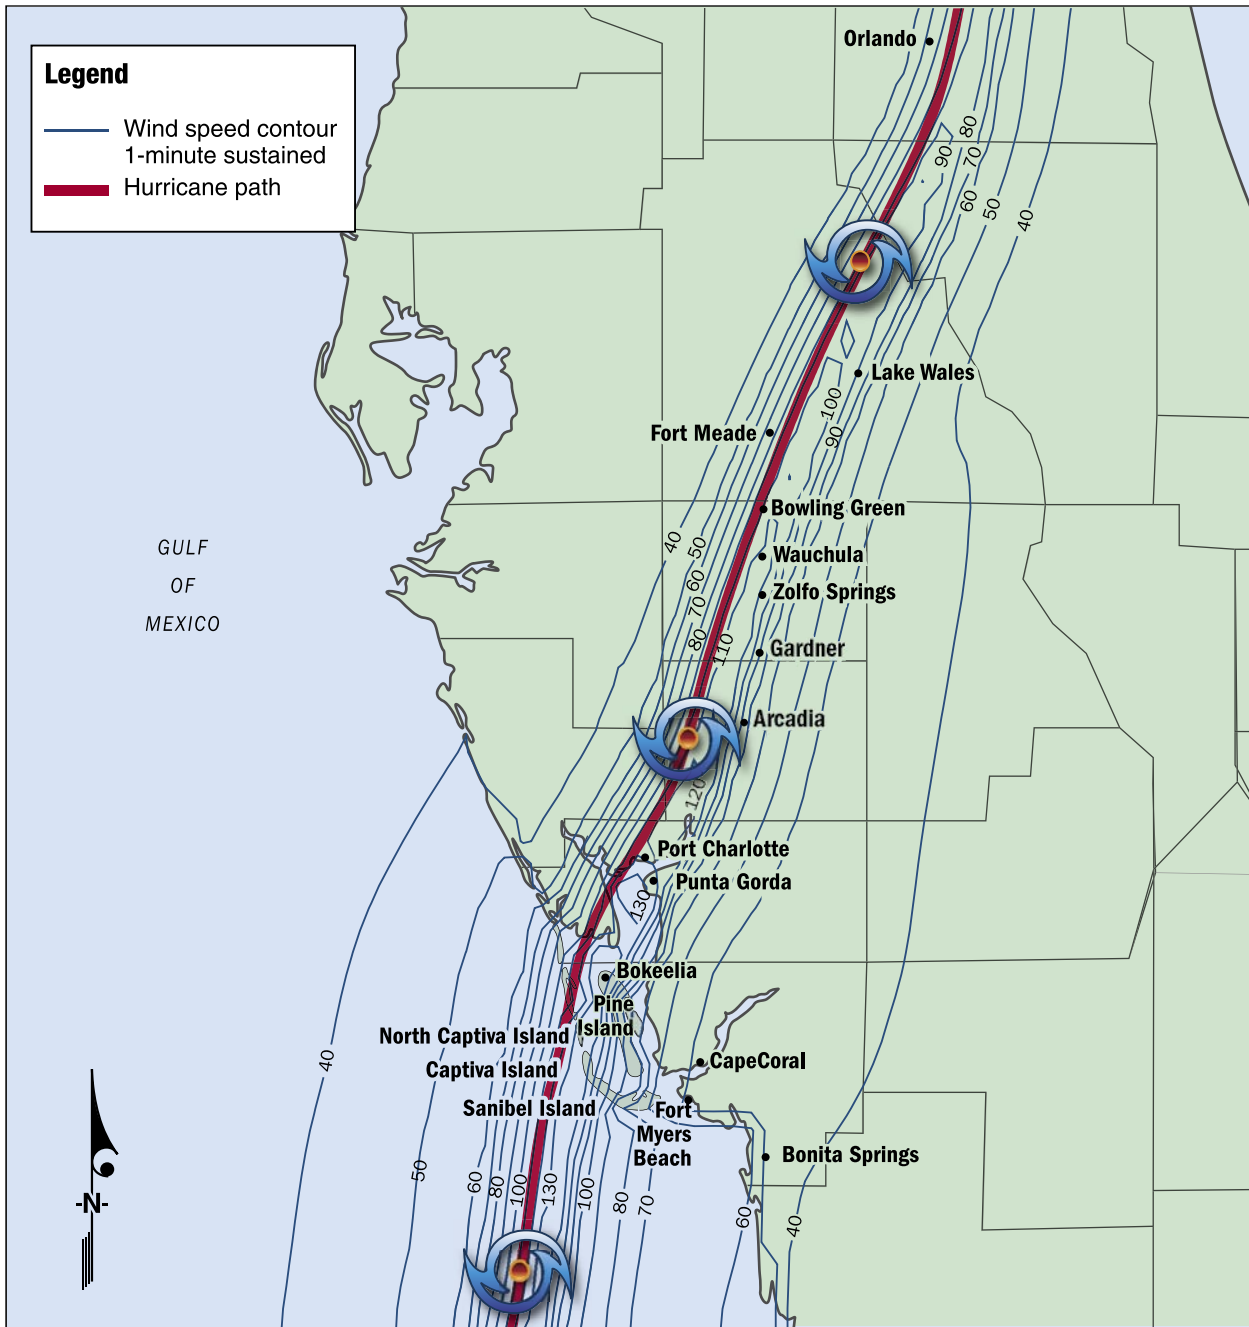 Legend
Wind speed contour
1-minute sustained
Hurricane path
Orlando
80
90
70
60
50
40
Lake Wales
100
90
Fort Meade
Bowling Green
40
50
Wauchula
60
Zolfo Springs
70
80
110
Gardner
GULF
OF
MEXICO
Arcadia
120
Port Charlotte
Punta Gorda
130
Bokeelia
Pine
Island
North Captiva Island
40
CapeCoral
Captiva Island
Sanibel Island
Fort
Myers
Beach
Bonita Springs
50
60
80
100
130
100
80
70
60
40
-N-